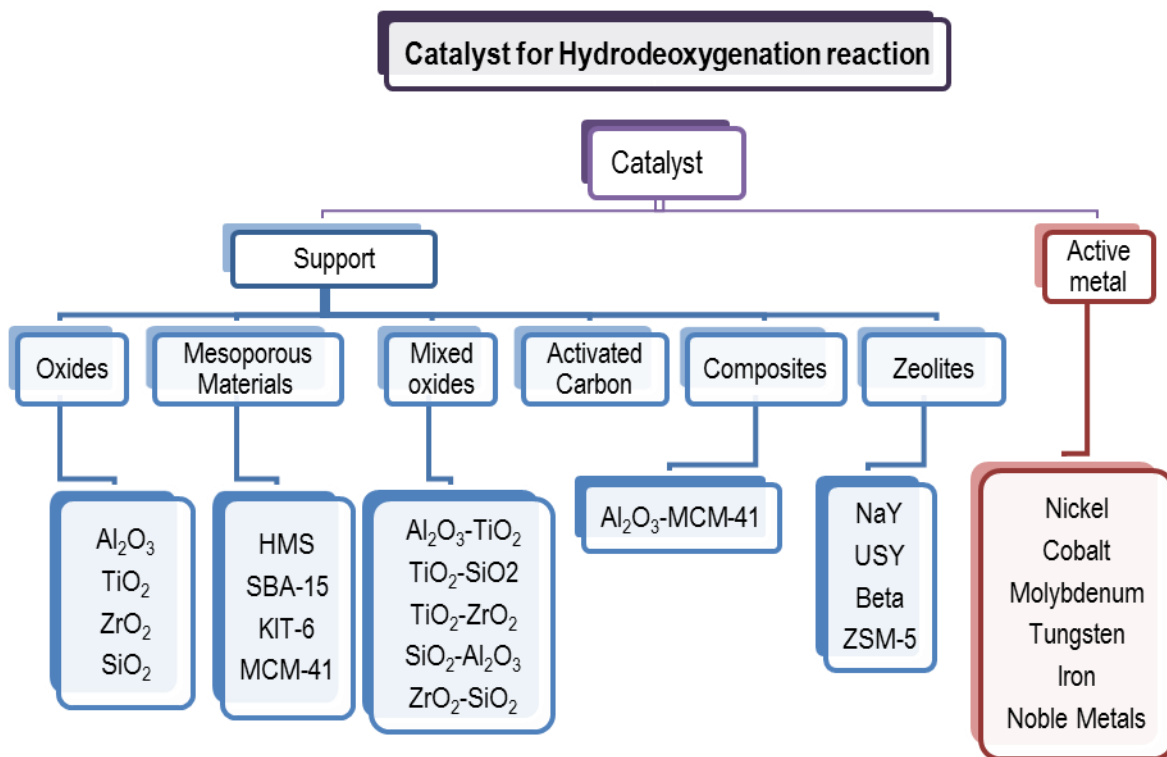 Catalyst for Hydrodeoxygenation reaction
Catalyst
Support
Active
metal
Oxides
Mesoporous
Materials
Mixed
oxides
Activated
Carbon
Composites
Zeolites
Al₂O₃
TiO₂
ZrO₂
SiO₂
HMS
SBA-15
KIT-6
MCM-41
Al₂O₃-TiO₂
TiO₂-SiO2
TiO₂-ZrO₂
SiO₂-Al₂O₃
ZrO₂-SiO₂
Al₂O₃-MCM-41
NaY
USY
Beta
ZSM-5
Nickel
Cobalt
Molybdenum
Tungsten
Iron
Noble Metals